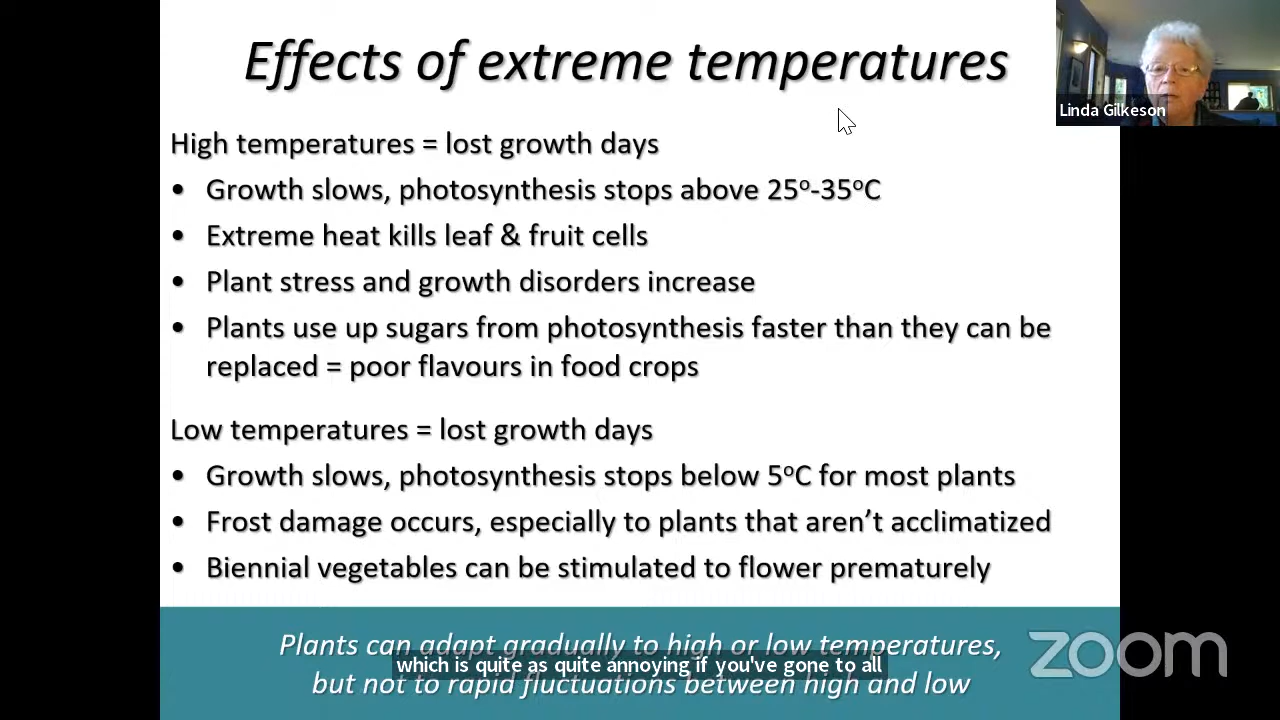 Effects of extreme temperatures
Linda Gilkeson
High temperatures = lost growth days
• Growth slows, photosynthesis stops above 25º-35ºC
• Extreme heat kills leaf & fruit cells
• Plant stress and growth disorders increase
• Plants use up sugars from photosynthesis faster than they can be
replaced = poor flavours in food crops
Low temperatures = lost growth days
• Growth slows, photosynthesis stops below 5ºC for most plants
• Frost damage occurs, especially to plants that aren’t acclimatized
• Biennial vegetables can be stimulated to flower prematurely
Plants can adapt gradually to high or low temperatures,
which is quite as quite annoying if you've gone to all
but not to rapid fluctuations between high and low
zoom